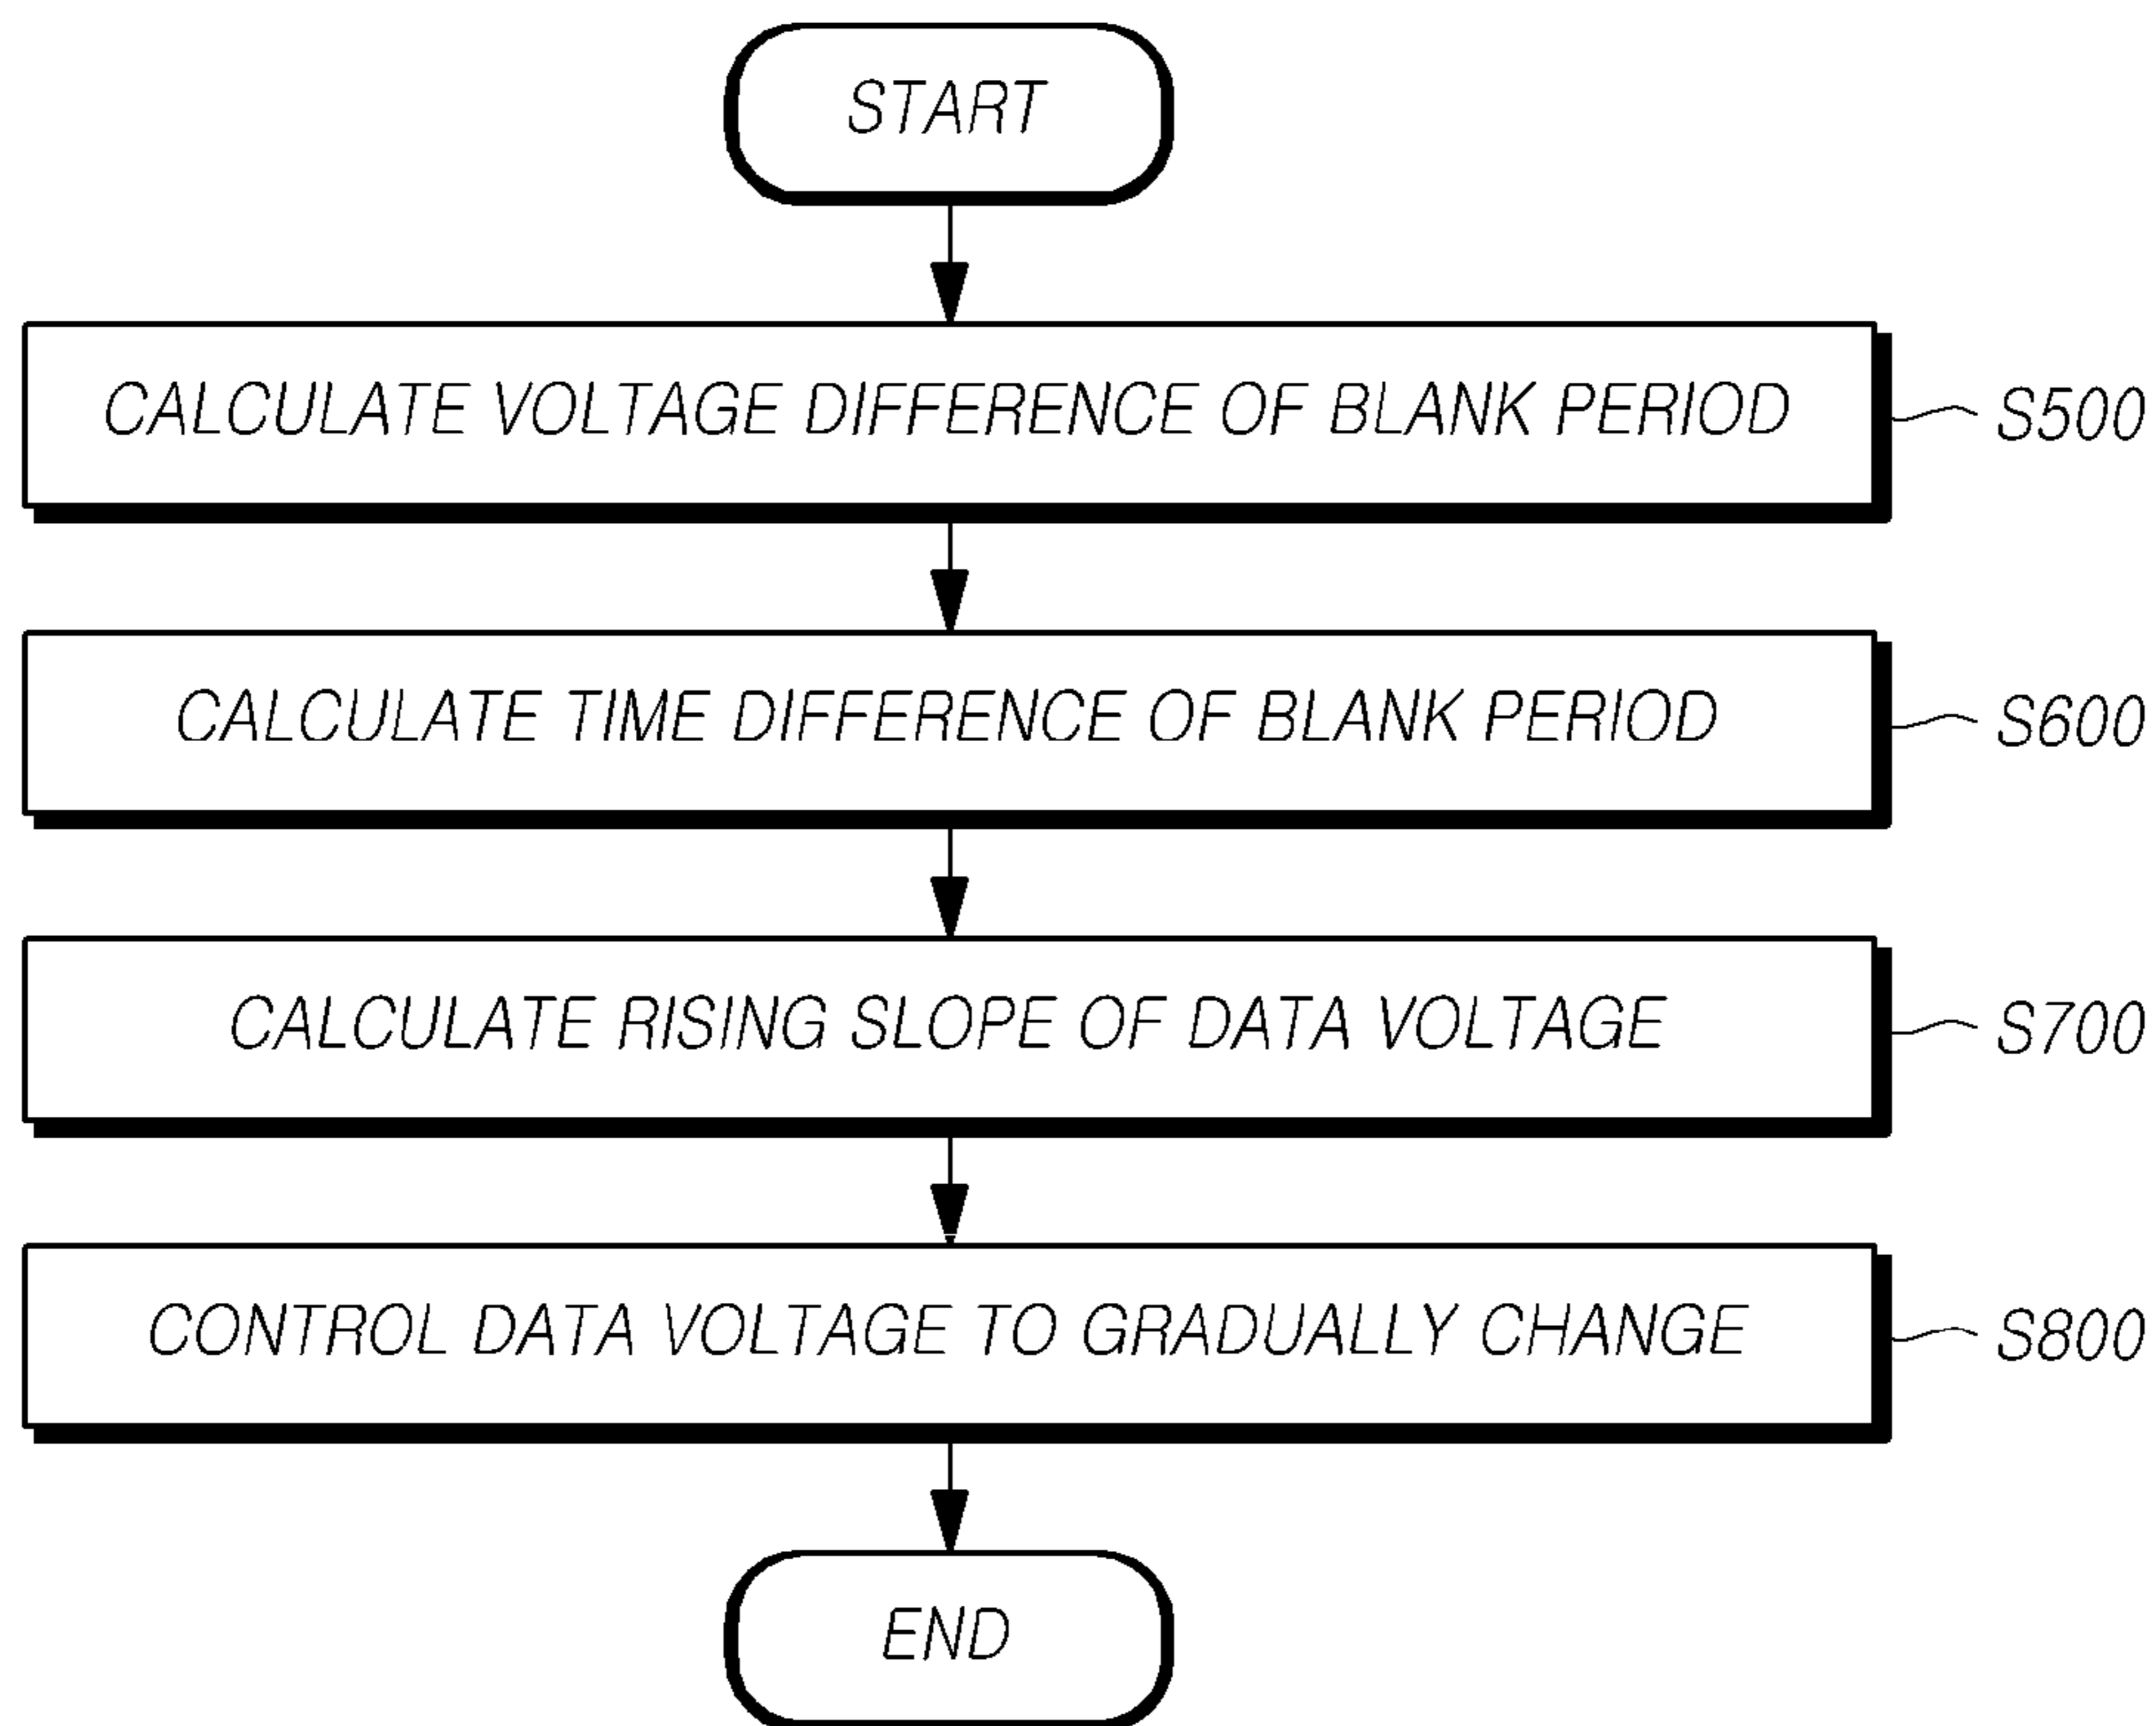 START
CALCULATE VOLTAGE DIFFERENCE OF BLANK PERIOD
S500
CALCULATE TIME DIFFERENCE OF BLANK PERIOD
S600
CALCULATE RISING SLOPE OF DATA VOLTAGE
S700
CONTROL DATA VOLTAGE TO GRADUALLY CHANGE
S800
END